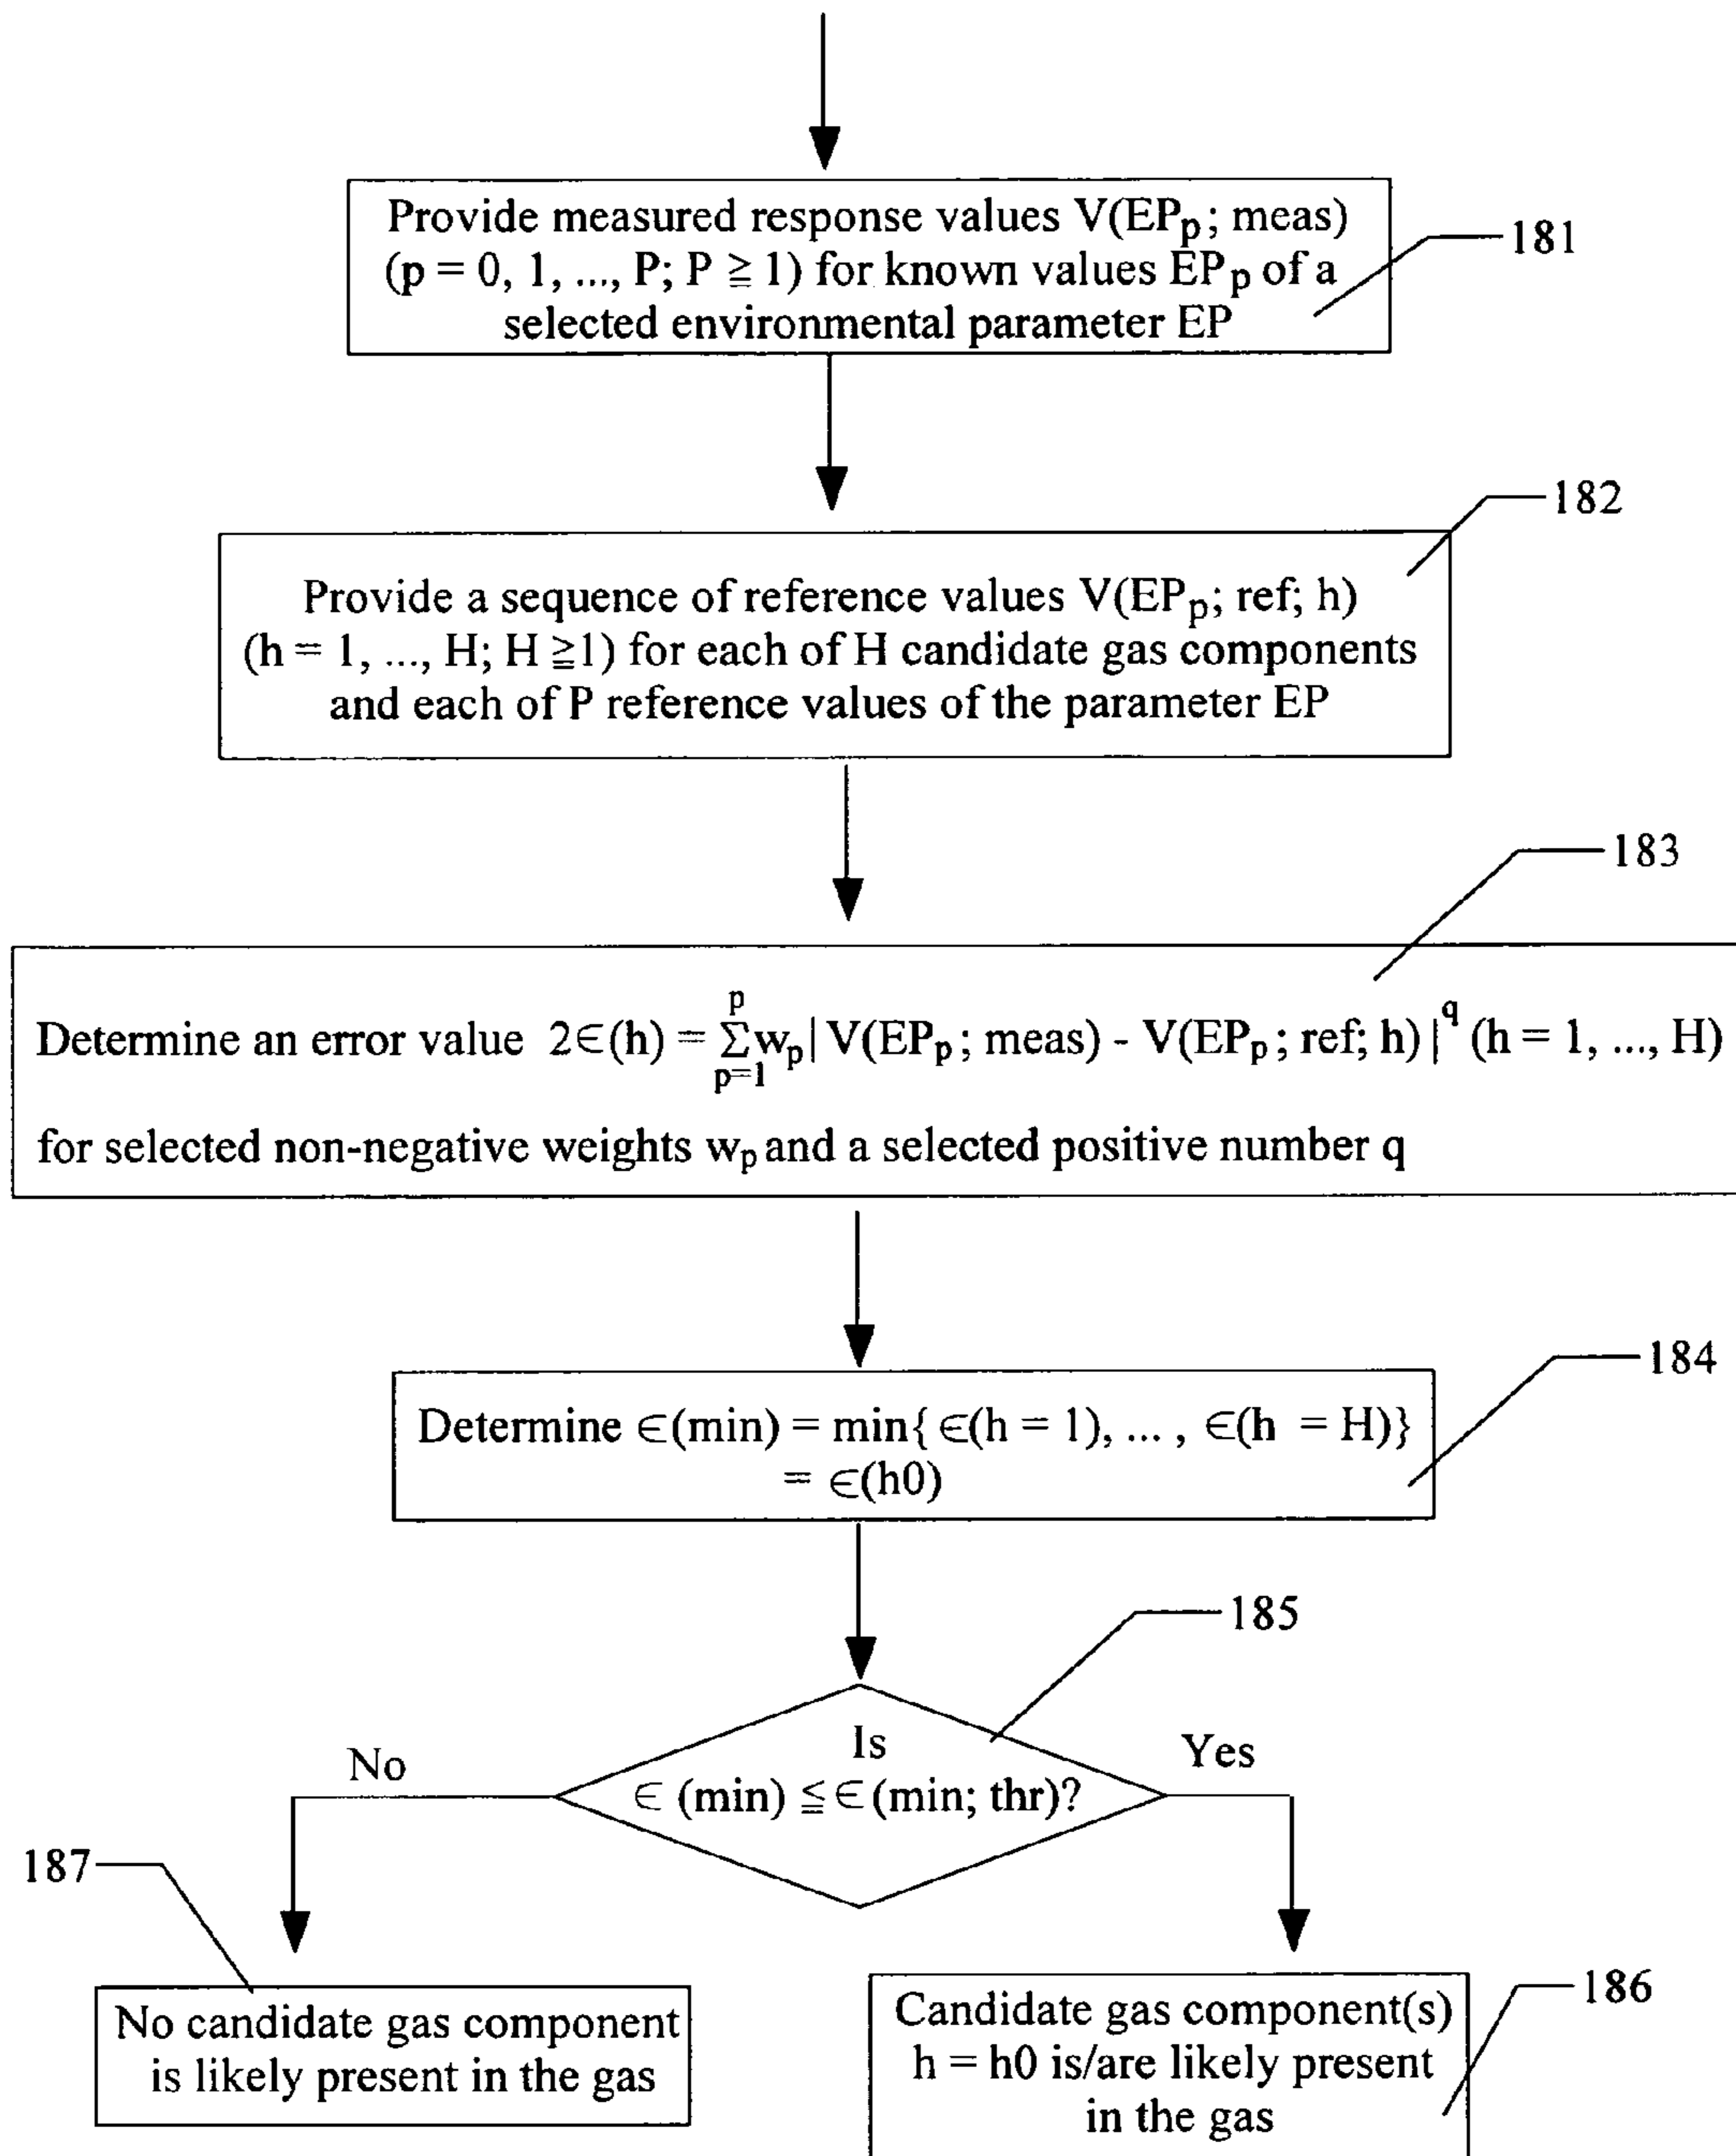 Provide measured response values V(EPp; meas)
(p = 0, 1, ..., P; P ≧ 1) for known values EPp of a
selected environmental parameter EP
181
182
Provide a sequence of reference values V(EPp; ref; h)
(h = 1, ..., H; H ≧1) for each of H candidate gas components
and each of P reference values of the parameter EP
183
Determine an error value 2∈(h) = p Σ p=1 wp| V(EPp; meas) - V(EPp; ref; h) |q (h = 1, ..., H)
for selected non-negative weights wp and a selected positive number q
184
Determine ∈(min) = min{ ∈(h = 1), ... , ∈(h = H)}
= ∈(h0)
185
Is
∈ (min) ≦ ∈ (min; thr)?
No
Yes
187
No candidate gas component
is likely present in the gas
186
Candidate gas component(s)
h = h0 is/are likely present
in the gas